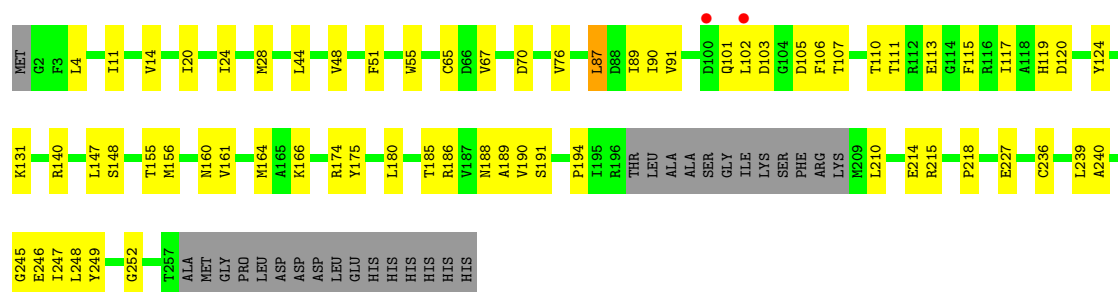 MET G2 F3 L4 I11 V14 I20 I24 M28 L44 V48 F51 W55 C65 D66 V67 D70 V76 L87 D88 I89 I90 V91 D100 Q101 L102 D103 G104 D105 F106 T107 T110 T111 R112 E113 G114 F115 R116 I117 A118 H119 D120 Y124
K131 R140 L147 S148 T155 M156 N160 V161 M164 A165 K166 R174 Y175 L180 T185 R186 V187 N188 A189 V190 S191 P194 I195 R196 THR LEU ALA ALA SER GLY ILE LYS SER PHE ARG LYS M209 L210 E214 R215 P218 E227 C236 L239 A240
G245 E246 I247 L248 Y249 G252 T257 ALA MET GLY PRO LEU ASP ASP ASP LEU GLU HIS HIS HIS HIS HIS HIS